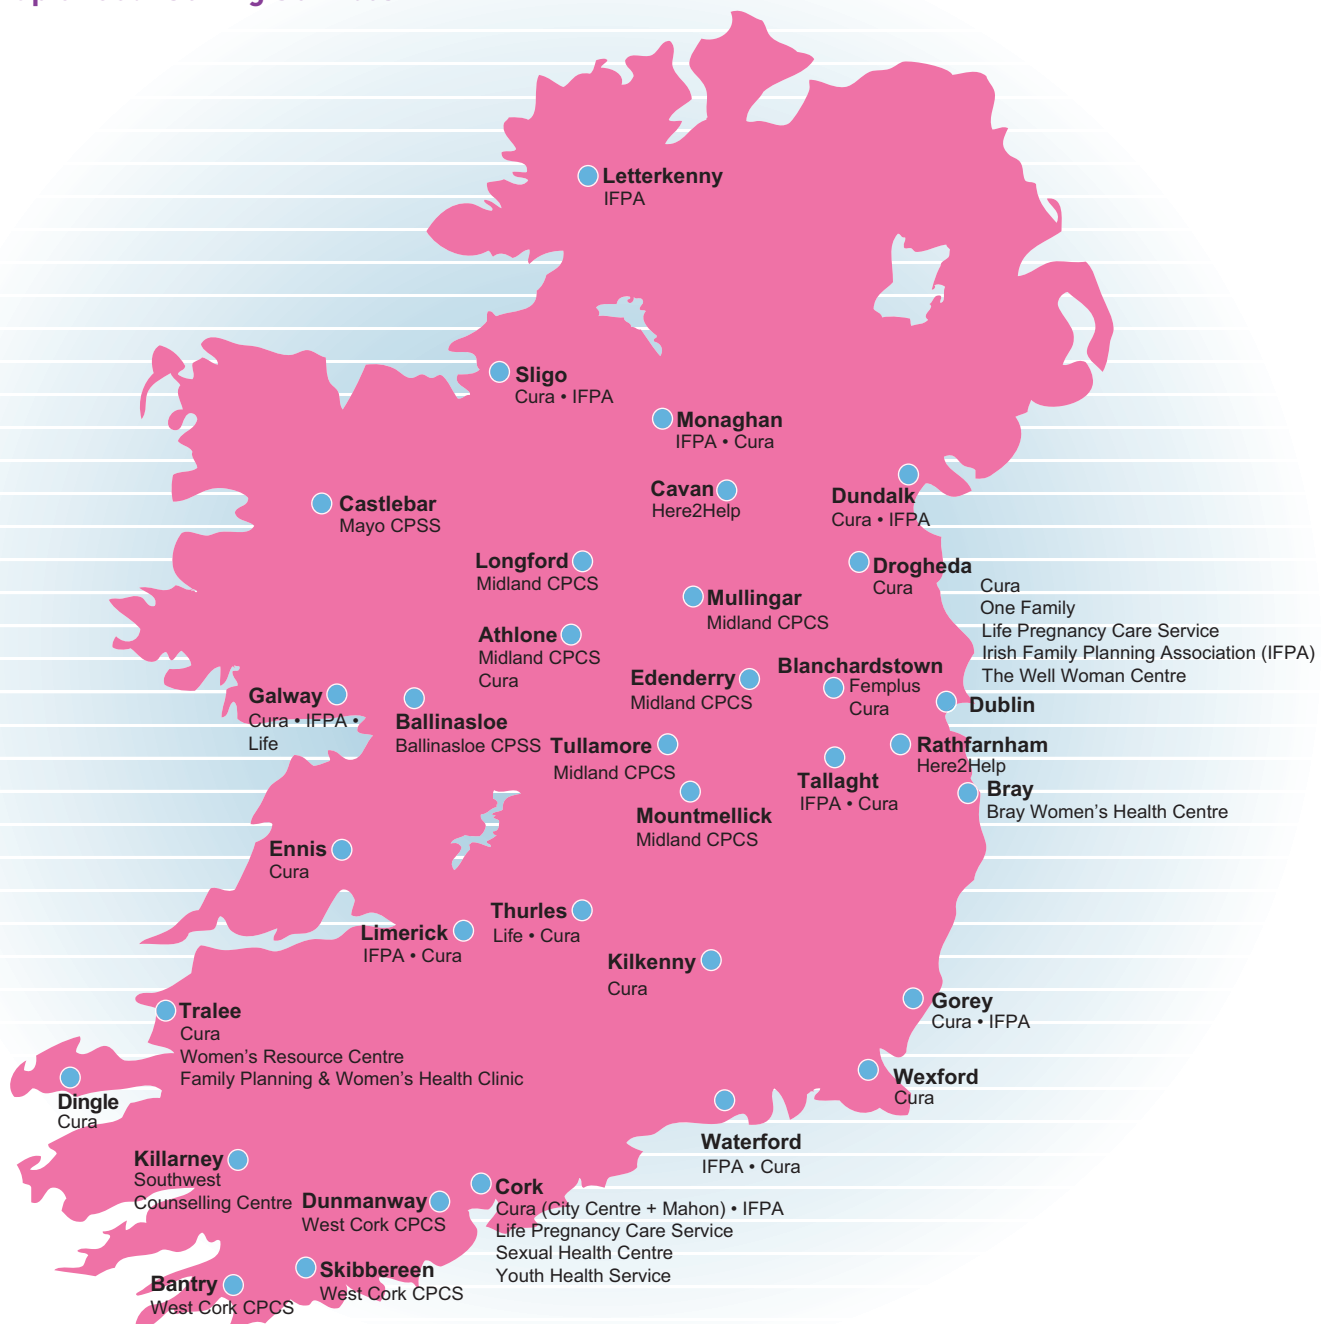 Letterkenny
IFPA
Sligo
Cura • IFPA
Monaghan
IFPA • Cura
Cavan
Here2Help
Dundalk
Cura • IFPA
Castlebar
Mayo CPSS
Longford
Midland CPCS
Drogheda
Cura
Mullingar
Midland CPCS
Cura
One Family
Life Pregnancy Care Service
Irish Family Planning Association (IFPA)
The Well Woman Centre
Dublin
Athlone
Midland CPCS
Cura
Edenderry
Midland CPCS
Blanchardstown
Femplus
Cura
Galway
Cura • IFPA •
Life
Ballinasloe
Ballinasloe CPSS
Tullamore
Midland CPCS
Rathfarnham
Here2Help
Tallaght
IFPA • Cura
Bray
Bray Women’s Health Centre
Mountmellick
Midland CPCS
Ennis
Cura
Thurles
Life • Cura
Limerick
IFPA • Cura
Kilkenny
Cura
Gorey
Cura • IFPA
Tralee
Cura
Women’s Resource Centre
Family Planning & Women’s Health Clinic
Wexford
Cura
Dingle
Cura
Waterford
IFPA • Cura
Killarney
Southwest
Counselling Centre
Dunmanway
West Cork CPCS
Cork
Cura (City Centre + Mahon) • IFPA
Life Pregnancy Care Service
Sexual Health Centre
Youth Health Service
Skibbereen
West Cork CPCS
Bantry
West Cork CPCS